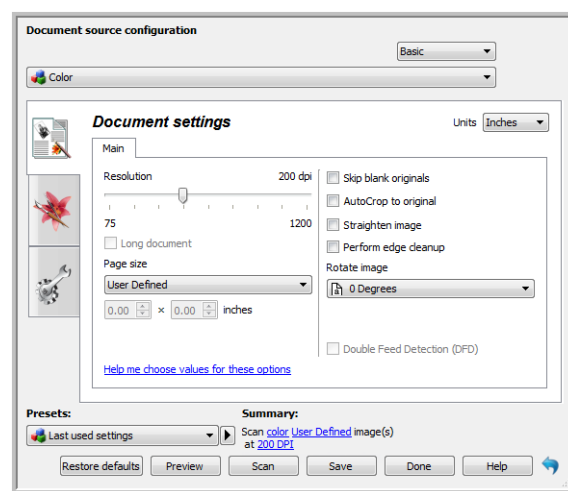 Document source configuration
Basic
Color
Document settings
Units Inches
Main
Resolution 200 dpi
75 1200
Long document
Page size
User Defined
0.00 × 0.00 inches
Help me choose values for these options
Skip blank originals
AutoCrop to original
Straighten image
Perform edge cleanup
Rotate image
0 Degrees
Double Feed Detection (DFD)
Presets:
Last used settings
Summary:
Scan color User Defined image(s)
at 200 DPI
Restore defaults Preview Scan Save Done Help